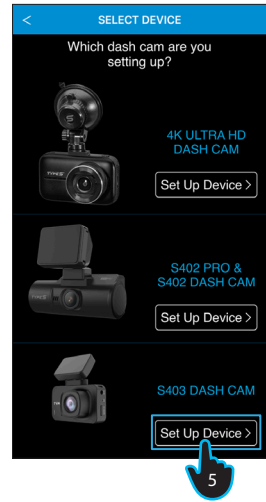 < SELECT DEVICE
Which dash cam are you
setting up?
TYPE S
4K ULTRA HD
DASH CAM
Set Up Device >
S402 PRO &
S402 DASH CAM
Set Up Device >
S403 DASH CAM
Set Up Device >
5